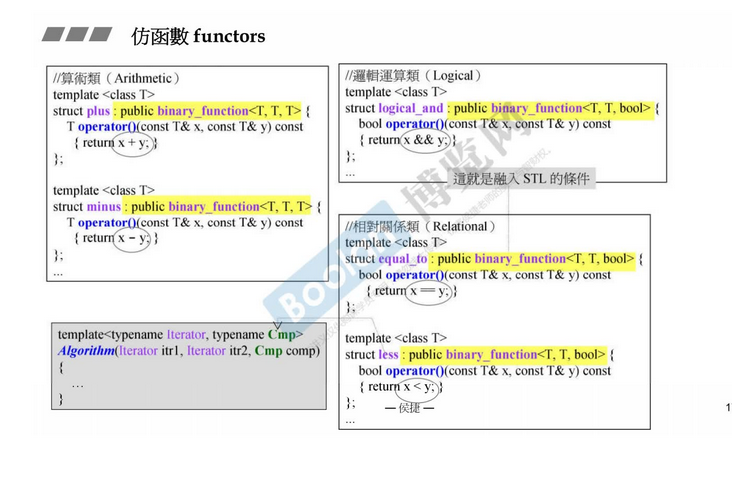 仿函數 functors
//算術類（Arithmetic）
template <class T>
struct plus : public binary_function<T, T, T> {
T operator()(const T& x, const T& y) const
{ return x + y; }
};
template <class T>
struct minus : public binary_function<T, T, T> {
T operator()(const T& x, const T& y) const
{ return x − y; }
};
...
template<typename Iterator, typename Cmp>
Algorithm(Iterator itr1, Iterator itr2, Cmp comp)
{
...
}
//邏輯運算類（Logical）
template <class T>
struct logical_and : public binary_function<T, T, bool> {
bool operator()(const T& x, const T& y) const
{ return x && y; }
};
...
這就是融入 STL 的條件
//相對關係類（Relational）
template <class T>
struct equal_to : public binary_function<T, T, bool> {
bool operator()(const T& x, const T& y) const
{ return x == y; }
};
template <class T>
struct less : public binary_function<T, T, bool> {
bool operator()(const T& x, const T& y) const
{ return x < y; }
};
...
— 侯捷 —
1
Boolan 博览网